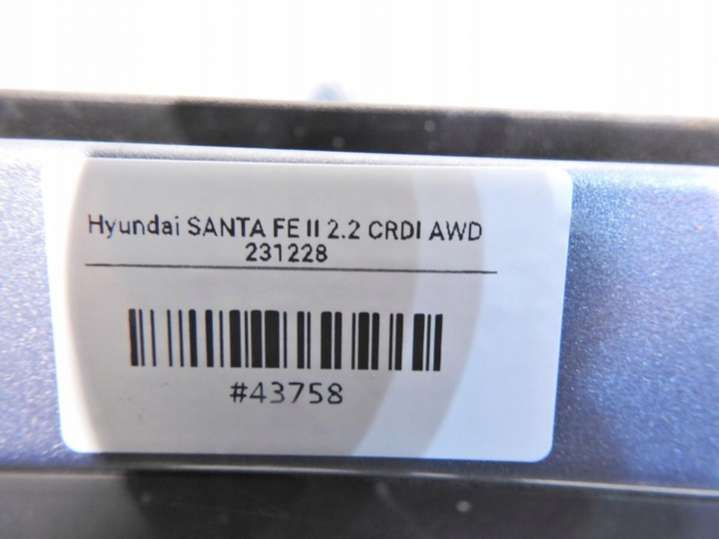 Hyundai SANTA FE II 2.2 CRDI AWD
231228
#43758